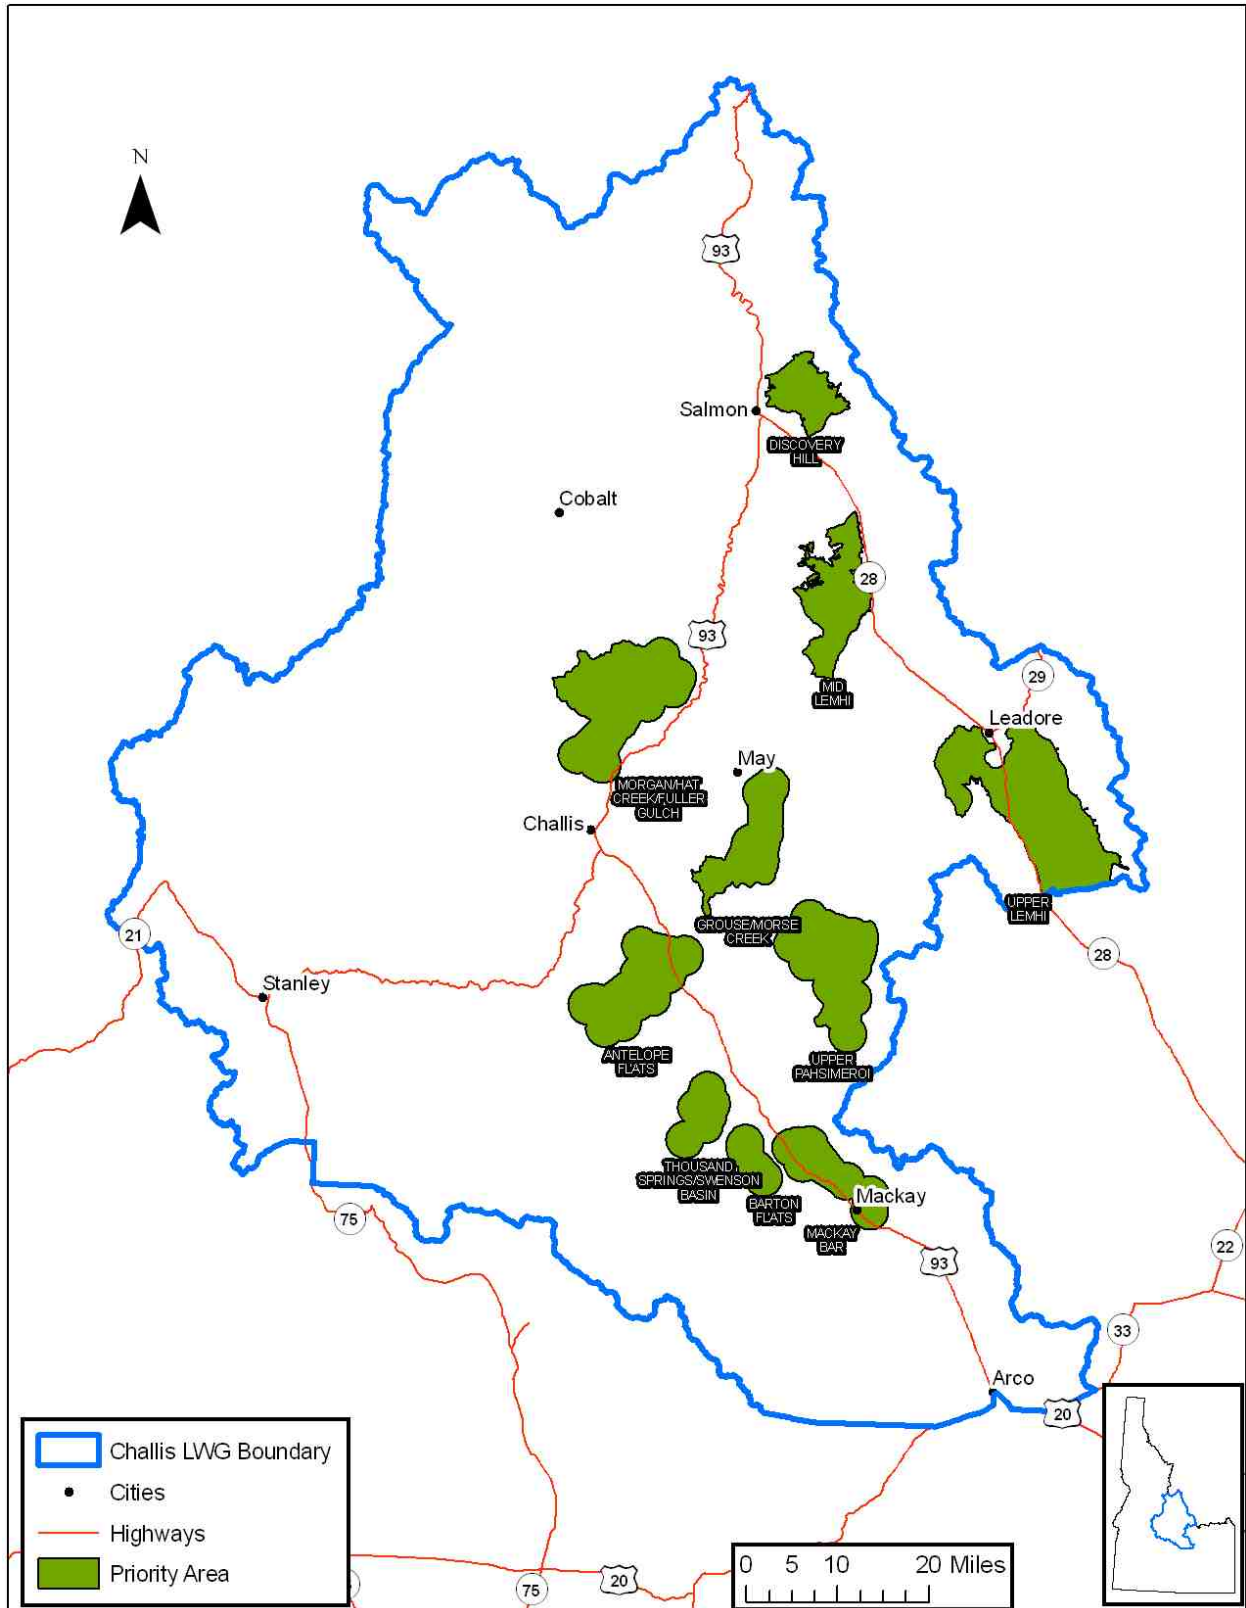 N
93
Salmon
DISCOVERY
HILL
Cobalt
28
93
MID
LEMHI
29
Leadore
May
MORGAN/HAT
CREEK/FULLER
GULCH
Challis
UPPER
LEMHI
GROUSE/MORSE
CREEK
21
28
Stanley
ANTELOPE
FLATS
UPPER
PAHSIMEROI
THOUSAND
SPRINGS/SWENSON
BASIN
BARTON
FLATS
Mackay
MACKAY
BAR
75
93
22
33
Arco
20
Challis LWG Boundary
Cities
Highways
Priority Area
0 5 10 20 Miles
75
20